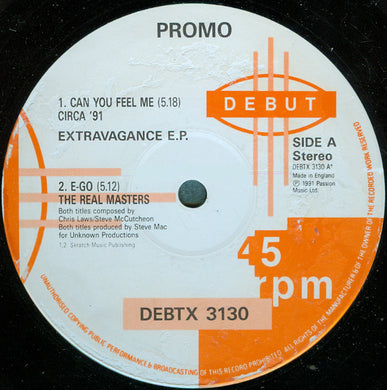 PROMO
1. CAN YOU FEEL ME (5.18)
CIRCA '91
EXTRAVAGANCE E.P.
DEBUT
SIDE A
Stereo
DEBTX 3130 A*
Made in England
℗ 1991 Passion
Music Ltd.
2. E-GO (5.12)
THE REAL MASTERS
Both titles composed by
Chris Laws/Steve McCutcheon
Both titles produced by Steve Mac
for Unknown Productions
1,2: Skratch Music Publishing
45
rpm
DEBTX 3130
UNAUTHORISED COPYING PUBLIC PERFORMANCE & BROADCASTING OF THIS RECORD PROHIBITED. ALL RIGHTS OF THE MANUFACTURER & OF THE OWNER OF THE RECORDED WORK RESERVED